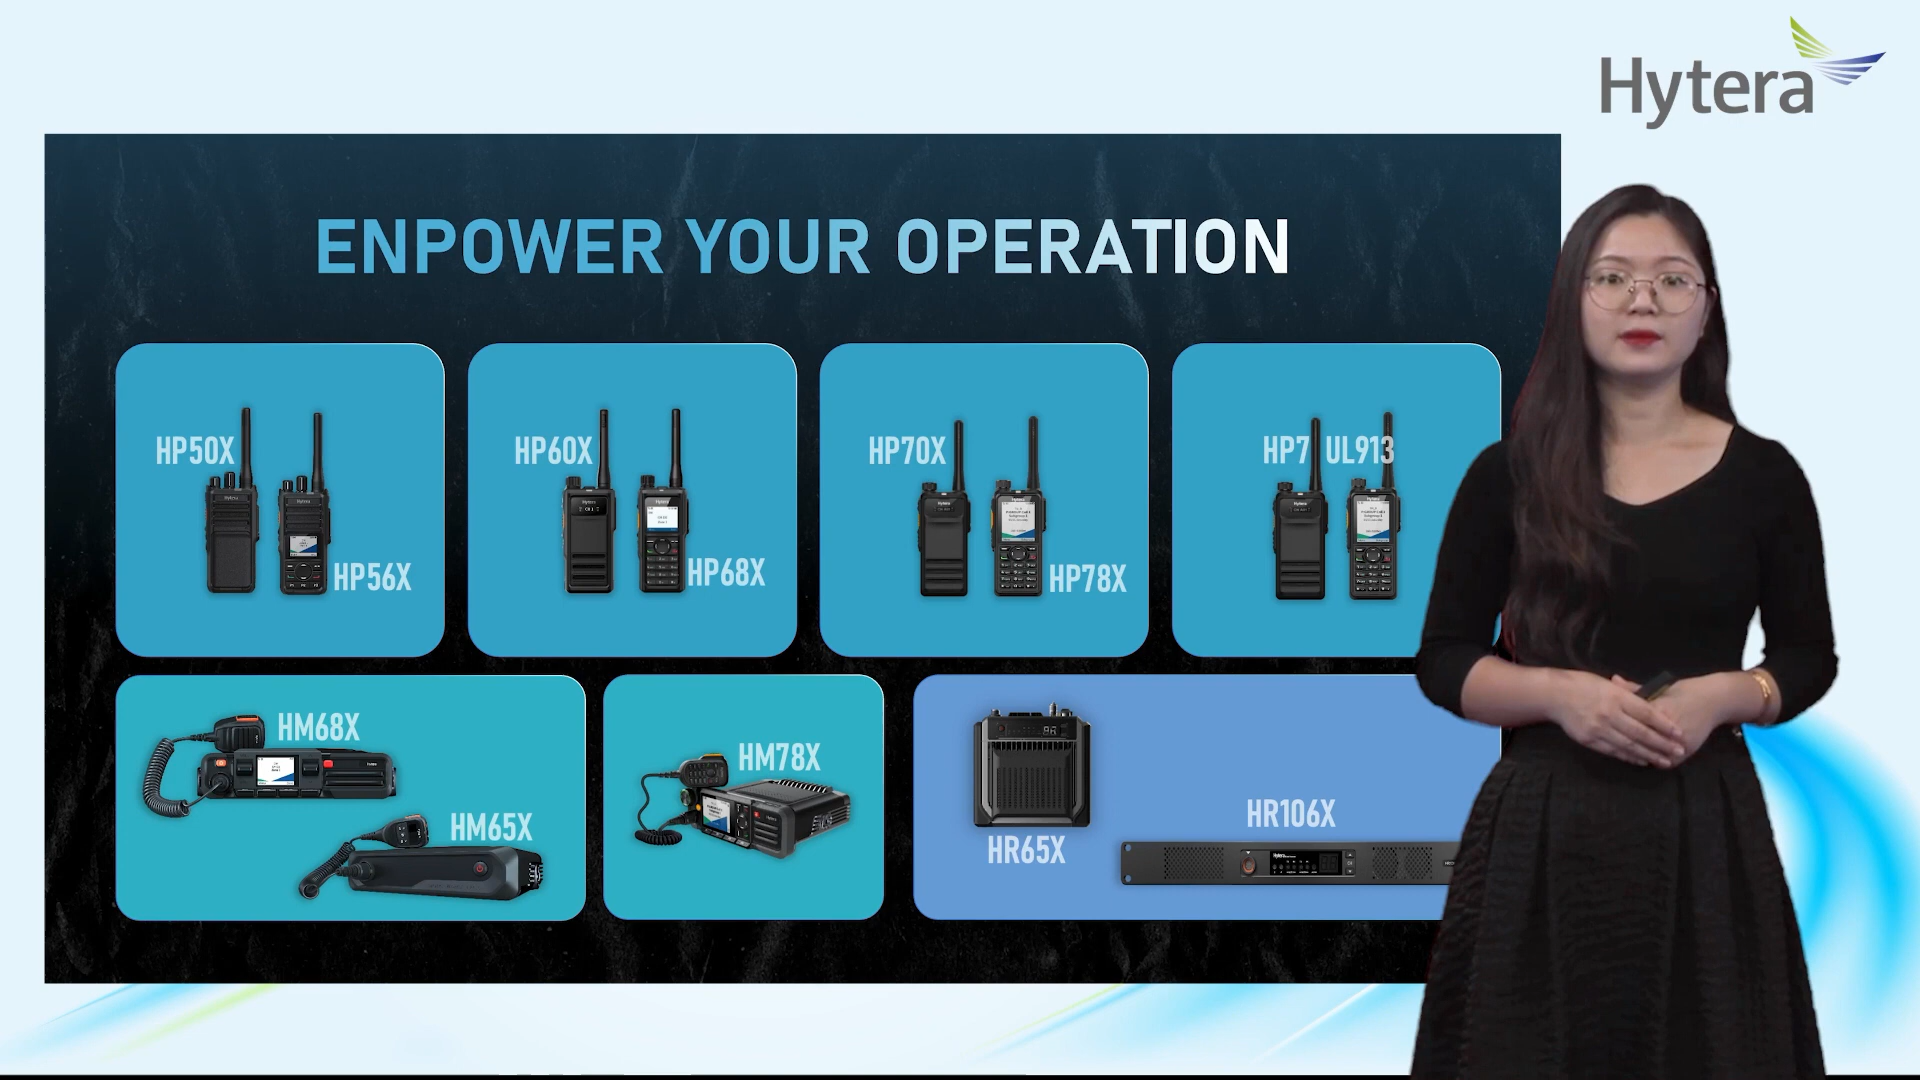 Hytera
ENPOWER YOUR OPERATION
HP50X
HP56X
HP60X
HP68X
HP70X
HP78X
HP7 UL913
HM68X
HM65X
HM78X
HR65X
HR106X